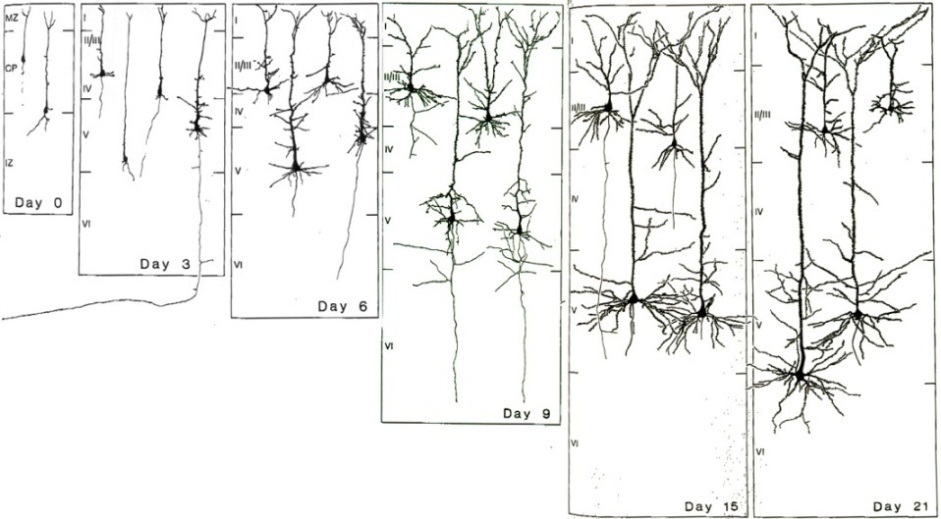 MZ
CP
IZ
Day 0
I
II/III
IV
V
VI
Day 3
I
II/III
IV
V
VI
Day 6
I
II/III
IV
V
VI
Day 9
I
II/III
IV
V
VI
Day 15
I
II/III
IV
V
VI
Day 21